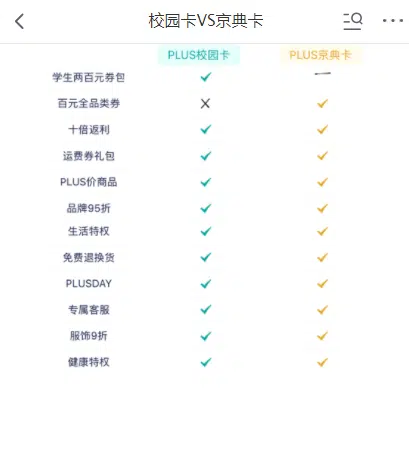 校园卡VS京典卡
PLUS校园卡 PLUS京典卡
学生两百元券包
百元全品类券
十倍返利
运费券礼包
PLUS价商品
品牌95折
生活特权
免费退换货
PLUSDAY
专属客服
服饰9折
健康特权